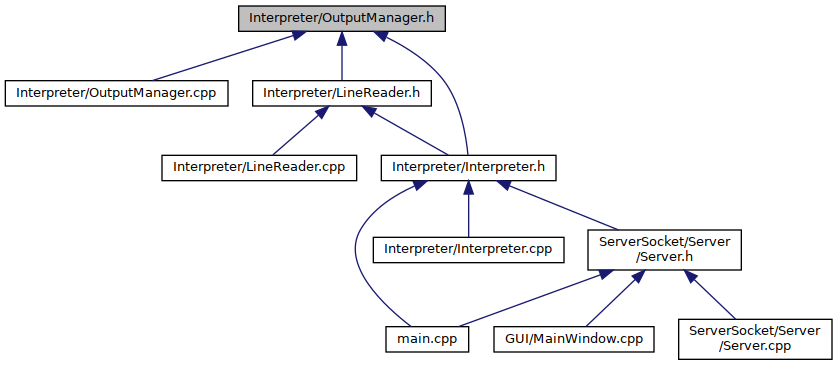 Interpreter/OutputManager.h
Interpreter/OutputManager.cpp
Interpreter/LineReader.h
Interpreter/LineReader.cpp
Interpreter/Interpreter.h
Interpreter/Interpreter.cpp
ServerSocket/Server
/Server.h
main.cpp
GUI/MainWindow.cpp
ServerSocket/Server
/Server.cpp